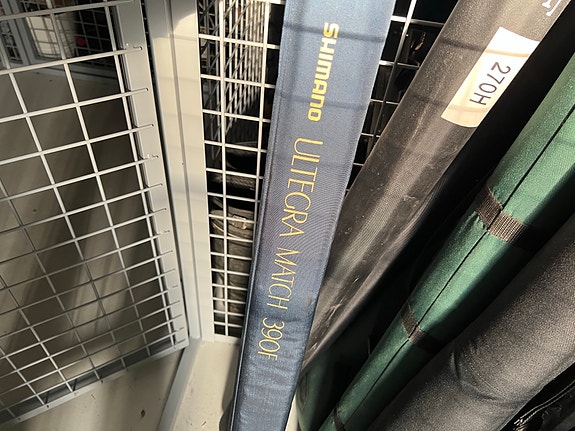 SHIMANO ULTEGRA MATCH 390F
270H